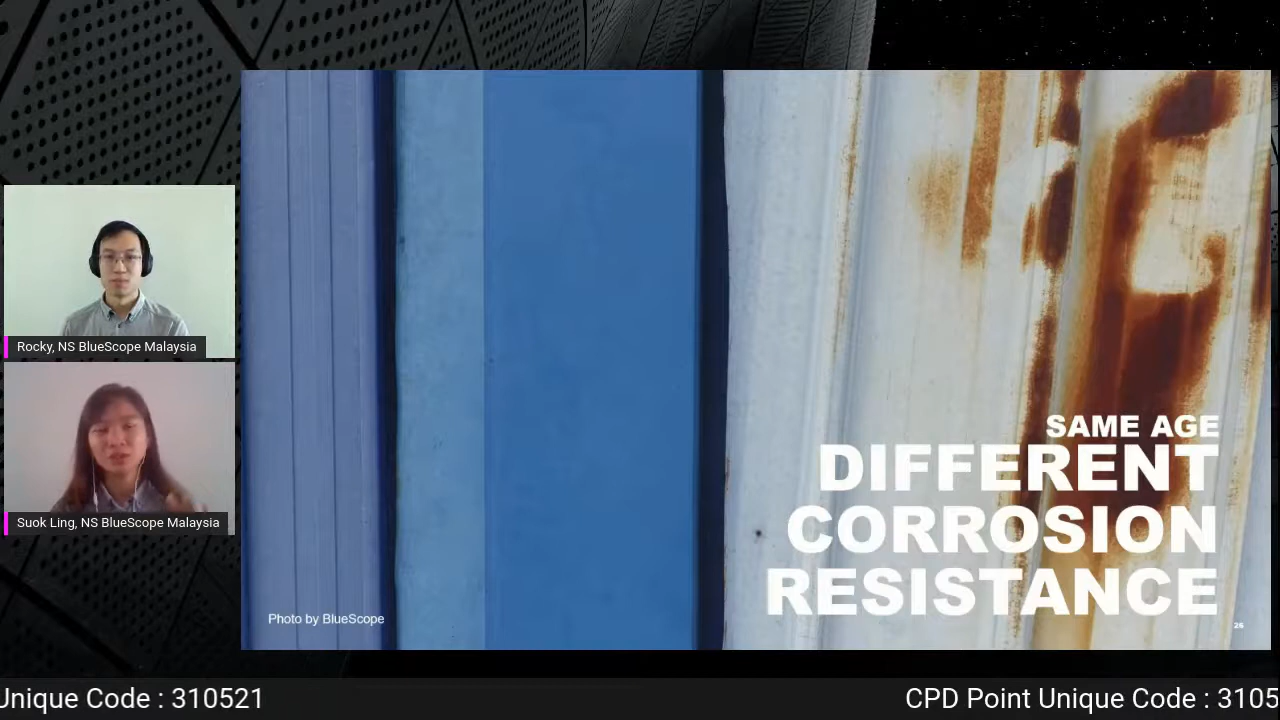 Rocky, NS BlueScope Malaysia
Suok Ling, NS BlueScope Malaysia
SAME AGE
DIFFERENT
CORROSION
RESISTANCE
Photo by BlueScope
26
Unique Code : 310521
CPD Point Unique Code : 3105